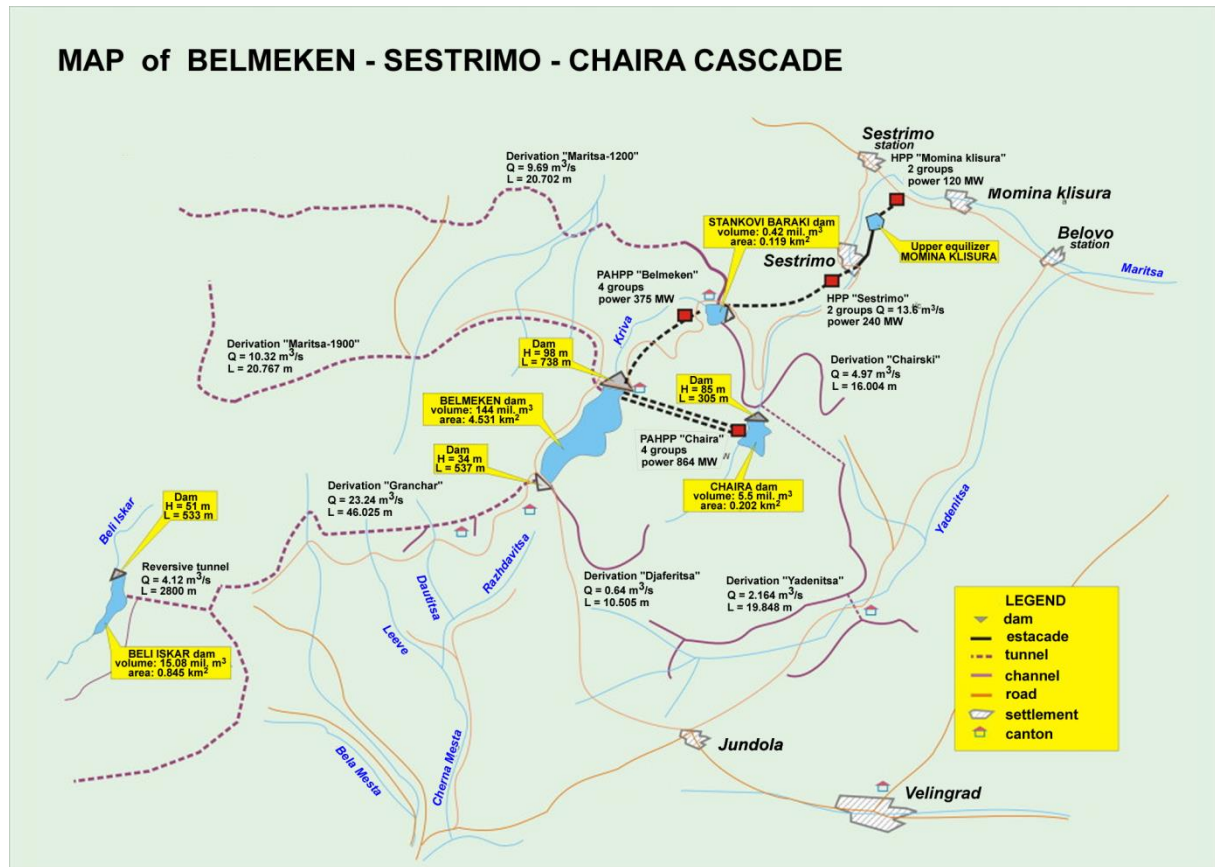 MAP of BELMEKEN - SESTRIMO - CHAIRA CASCADE
Sestrimo
station
HPP "Momina klisura"
2 groups
power 120 MW
Momina klisura
Derivation "Maritsa-1200"
Q = 9.69 m³/s
L = 20.702 m
STANKOVI BARAKI dam
volume: 0.42 mil. m³
area: 0.119 km²
Upper equilizer
MOMINA KLISURA
Belovo
station
Maritsa
Sestrimo
PAHPP "Belmeken"
4 groups
power 375 MW
HPP "Sestrimo"
2 groups Q = 13.6 m³/s
power 240 MW
Kriva
Derivation "Maritsa-1900"
Q = 10.32 m³/s
L = 20.767 m
Dam
H = 98 m
L = 738 m
Derivation "Chairski"
Q = 4.97 m³/s
L = 16.004 m
Dam
H = 85 m
L = 305 m
BELMEKEN dam
volume: 144 mil. m³
area: 4.531 km²
PAHPP "Chaira"
4 groups
power 864 MW
Dam
H = 34 m
L = 537 m
CHAIRA dam
volume: 5.5 mil. m³
area: 0.202 km²
Derivation "Granchar"
Q = 23.24 m³/s
L = 46.025 m
Dam
H = 51 m
L = 533 m
Beli Iskar
Yadenitsa
Reversive tunnel
Q = 4.12 m³/s
L = 2800 m
Razhdavitsa
Dautitsa
Leeve
Derivation "Djaferitsa"
Q = 0.64 m³/s
L = 10.505 m
Derivation "Yadenitsa"
Q = 2.164 m³/s
L = 19.848 m
BELI ISKAR dam
volume: 15.08 mil. m³
area: 0.845 km²
LEGEND
dam
estacade
tunnel
channel
road
settlement
canton
Bela Mesta
Cherna Mesta
Jundola
Velingrad